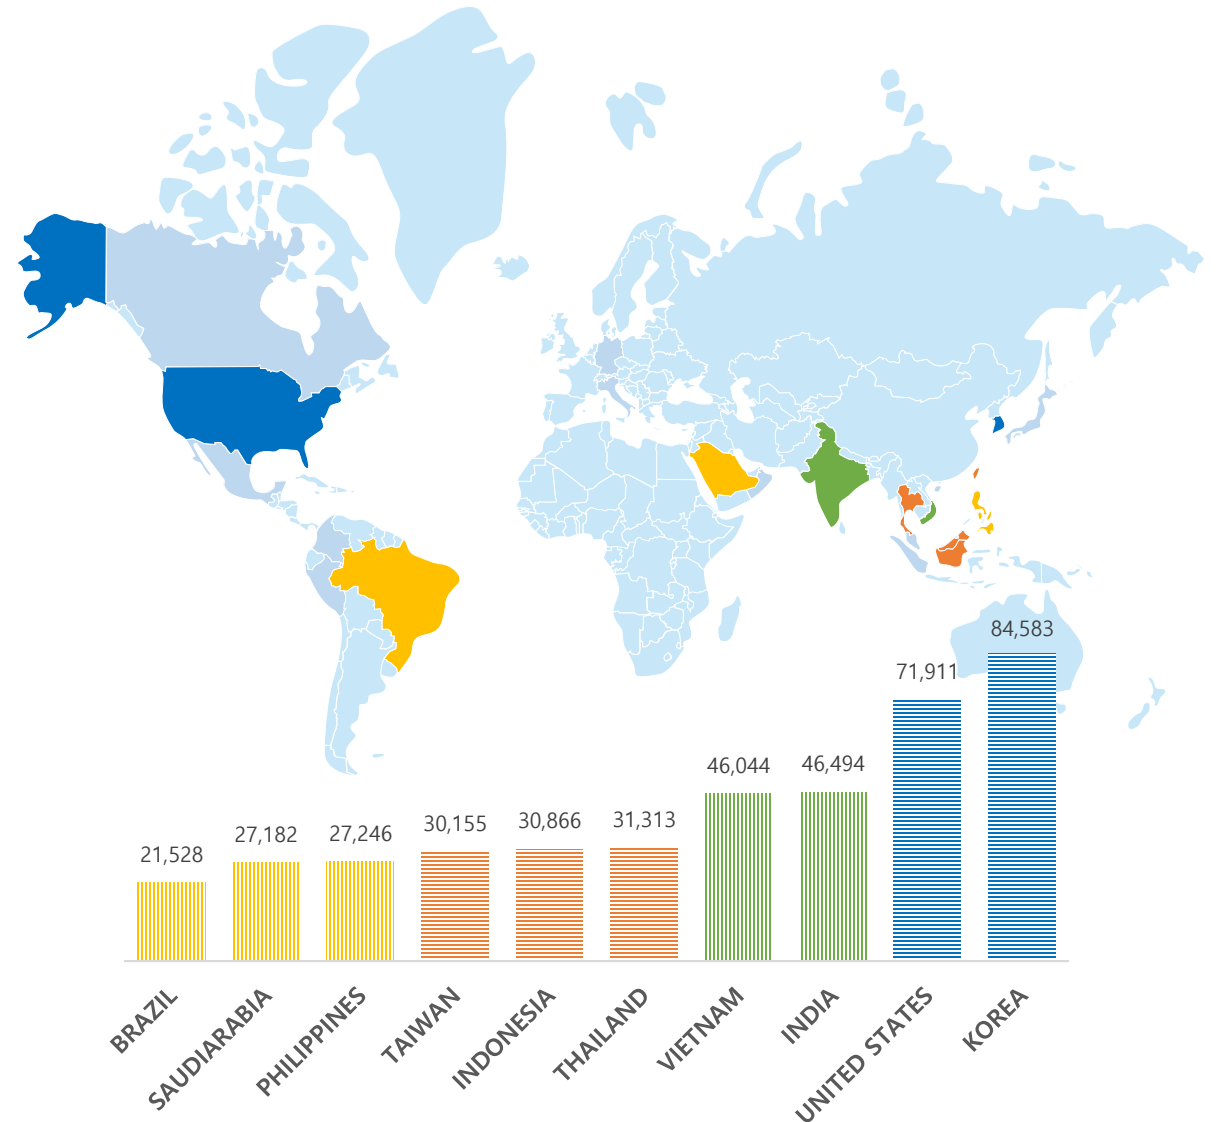 84,583
71,911
46,044
46,494
30,155
30,866
31,313
27,182
27,246
21,528
BRAZIL
SAUDIARABIA
PHILIPPINES
TAIWAN
INDONESIA
THAILAND
VIETNAM
INDIA
UNITED STATES
KOREA